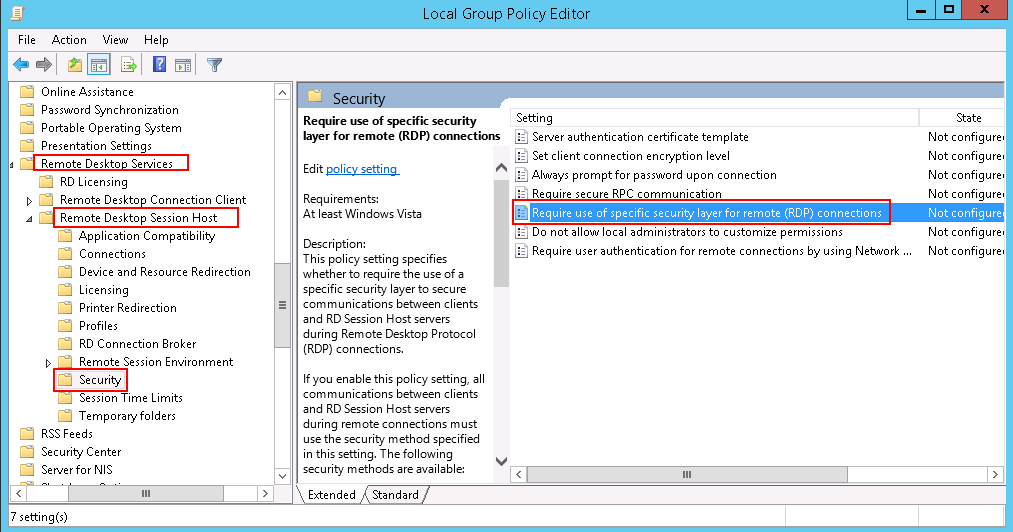 Local Group Policy Editor
File Action View Help
Online Assistance
Password Synchronization
Portable Operating System
Presentation Settings
Remote Desktop Services
RD Licensing
Remote Desktop Connection Client
Remote Desktop Session Host
Application Compatibility
Connections
Device and Resource Redirection
Licensing
Printer Redirection
Profiles
RD Connection Broker
Remote Session Environment
Security
Session Time Limits
Temporary folders
RSS Feeds
Security Center
Server for NIS
Security
Require use of specific security
layer for remote (RDP) connections
Edit policy setting
Requirements:
At least Windows Vista
Description:
This policy setting specifies
whether to require the use of a
specific security layer to secure
communications between clients
and RD Session Host servers
during Remote Desktop Protocol
(RDP) connections.
If you enable this policy setting, all
communications between clients
and RD Session Host servers
during remote connections must
use the security method specified
in this setting. The following
security methods are available:
Setting State
Server authentication certificate template Not configure
Set client connection encryption level Not configure
Always prompt for password upon connection Not configure
Require secure RPC communication Not configure
Require use of specific security layer for remote (RDP) connections Not configure
Do not allow local administrators to customize permissions Not configure
Require user authentication for remote connections by using Network ... Not configure
Extended Standard
7 setting(s)